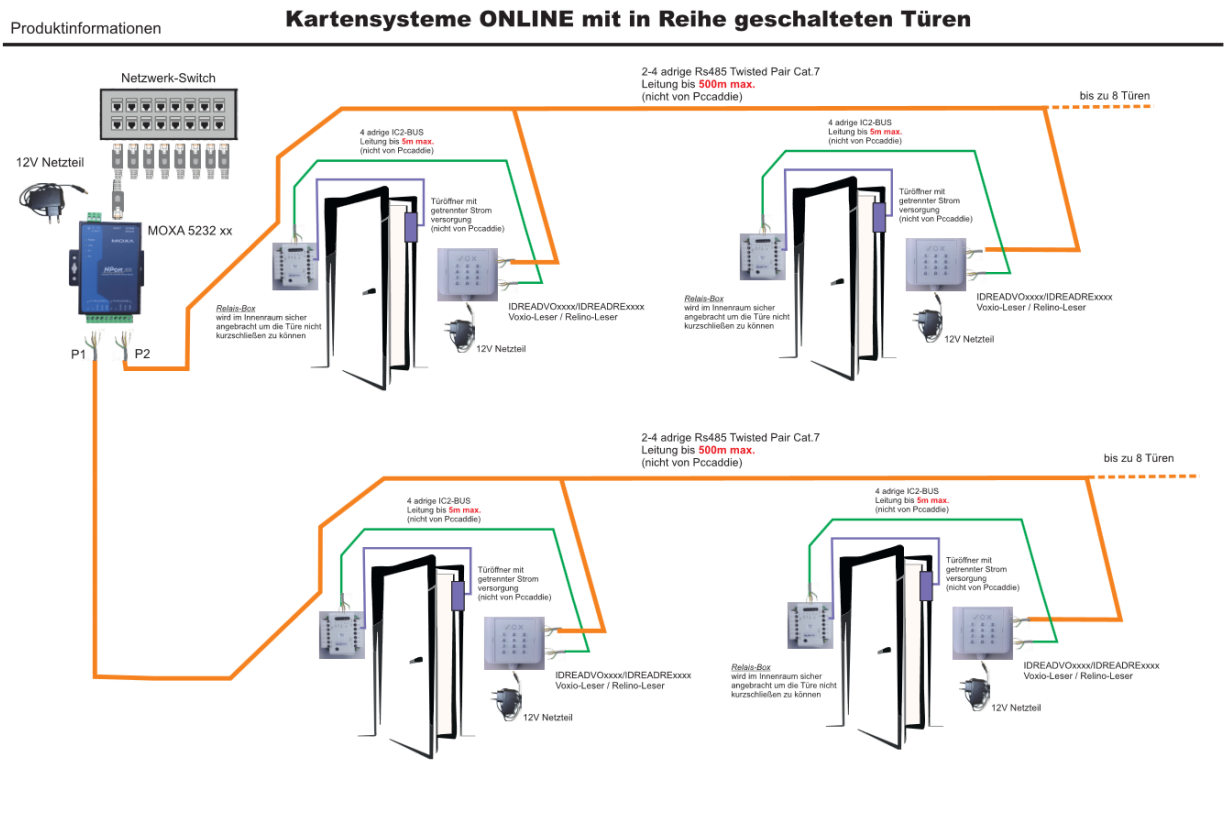 Produktinformationen
Kartensysteme ONLINE mit in Reihe geschalteten Türen
Netzwerk-Switch
12V Netzteil
MOXA 5232 xx
MOXA
NPort
P1
P2
2-4 adrige Rs485 Twisted Pair Cat.7
Leitung bis 500m max.
(nicht von Pccaddie)
bis zu 8 Türen
4 adrige IC2-BUS
Leitung bis 5m max.
(nicht von Pccaddie)
Türöffner mit
getrennter Strom
versorgung
(nicht von Pccaddie)
VOX
Relais-Box
wird im Innenraum sicher
angebracht um die Türe nicht
kurzschließen zu können
IDREADVOxxxx/IDREADRExxxx
Voxio-Leser / Relino-Leser
12V Netzteil
4 adrige IC2-BUS
Leitung bis 5m max.
(nicht von Pccaddie)
Türöffner mit
getrennter Strom
versorgung
(nicht von Pccaddie)
VOX
Relais-Box
wird im Innenraum sicher
angebracht um die Türe nicht
kurzschließen zu können
IDREADVOxxxx/IDREADRExxxx
Voxio-Leser / Relino-Leser
12V Netzteil
2-4 adrige Rs485 Twisted Pair Cat.7
Leitung bis 500m max.
(nicht von Pccaddie)
bis zu 8 Türen
4 adrige IC2-BUS
Leitung bis 5m max.
(nicht von Pccaddie)
Türöffner mit
getrennter Strom
versorgung
(nicht von Pccaddie)
VOX
IDREADVOxxxx/IDREADRExxxx
Voxio-Leser / Relino-Leser
12V Netzteil
4 adrige IC2-BUS
Leitung bis 5m max.
(nicht von Pccaddie)
Türöffner mit
getrennter Strom
versorgung
(nicht von Pccaddie)
VOX
Relais-Box
wird im Innenraum sicher
angebracht um die Türe nicht
kurzschließen zu können
IDREADVOxxxx/IDREADRExxxx
Voxio-Leser / Relino-Leser
12V Netzteil